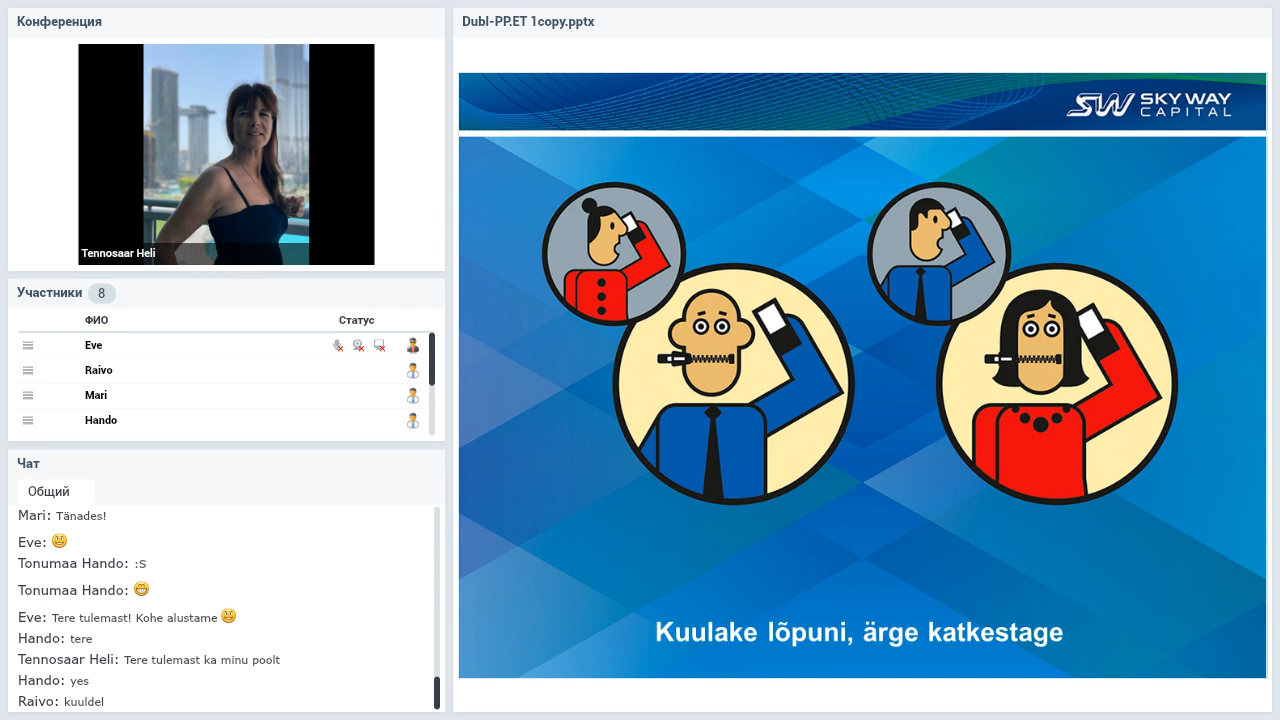 Конференция
Tennosaar Heli
Участники 8
ФИО Статус
Eve
Raivo
Mari
Hando
Чат
Общий
Mari: Tänades!
Eve:
Tonumaa Hando: :S
Tonumaa Hando:
Eve: Tere tulemast! Kohe alustame
Hando: tere
Tennosaar Heli: Tere tulemast ka minu poolt
Hando: yes
Raivo: kuuldel
Dubl-PP.ET 1copy.pptx
SW SKY WAY
CAPITAL
Kuulake lõpuni, ärge katkestage